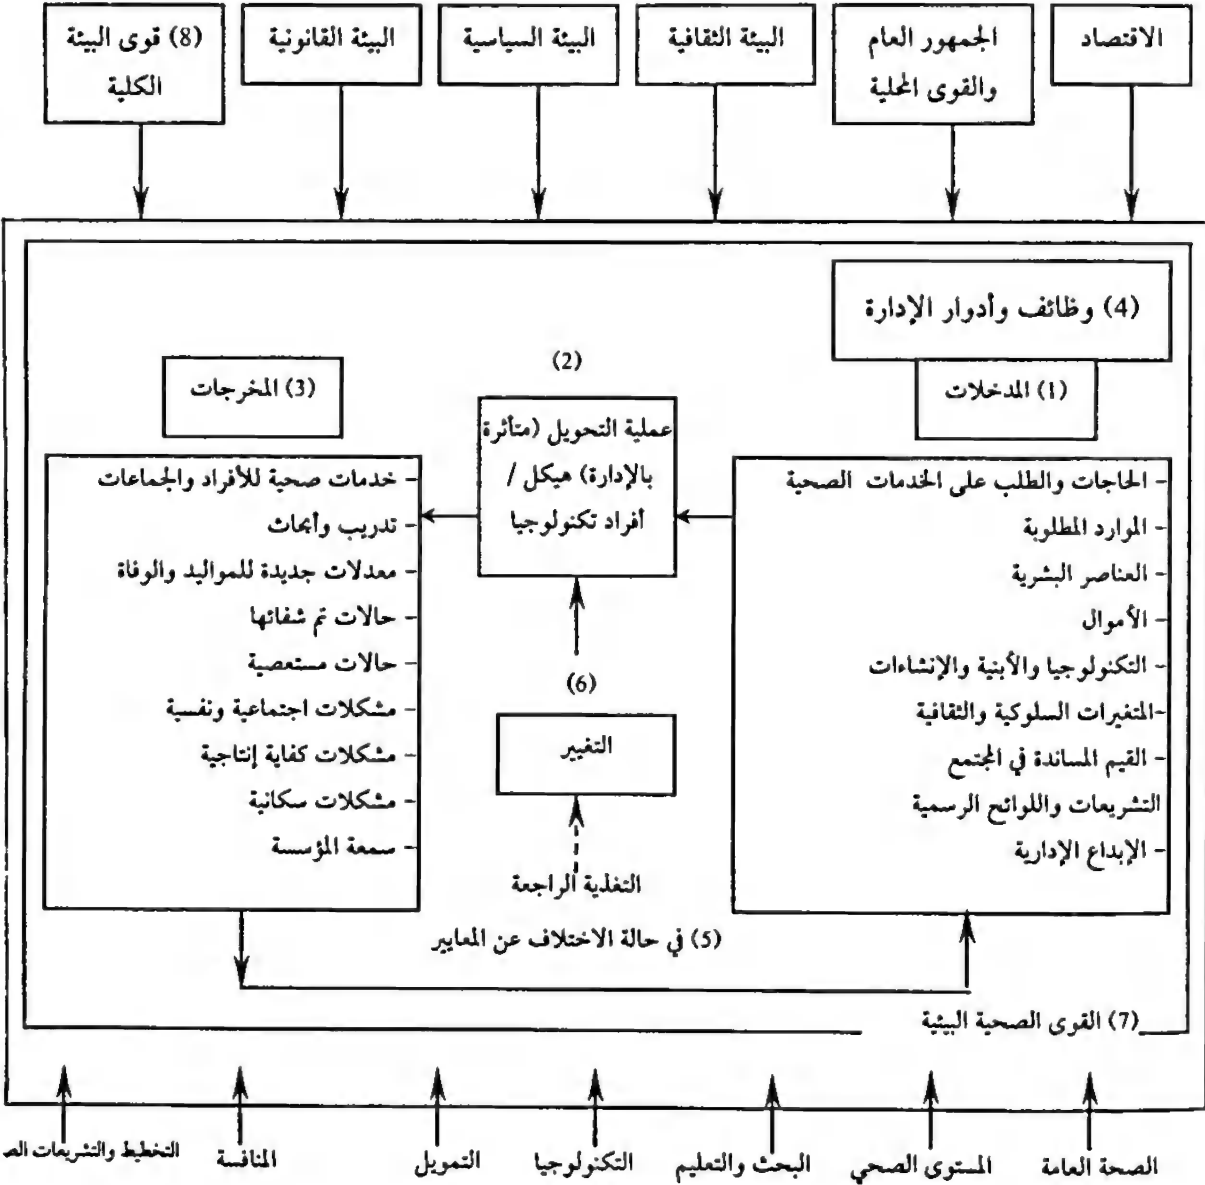 الاقتصاد
الجمهور العام
والقوى المحلية
البيئة الثقافية
البيئة السياسية
البيئة القانونية
(8) قوى البيئة
الكلية
(4) وظائف وأدوار الإدارة
(1) المدخلات
- الحاجات والطلب على الخدمات الصحية
- الموارد المطلوبة
- العناصر البشرية
- الأموال
- التكنولوجيا والأبنية والإنشاءات
-المتغيرات السلوكية والثقافية
- القيم المساندة في المجتمع
التشريعات واللوائح الرسمية
- الإبداع الإدارية
(2)
عملية التحويل (متأثرة
بالإدارة) هيكل /
أفراد تكنولوجيا
(6)
التغيير
التغذية الراجعة
(5) في حالة الاختلاف عن المعايير
(3) المخرجات
- خدمات صحية للأفراد والجماعات
- تدريب وأبحاث
- معدلات جديدة للمواليد والوفاة
- حالات تم شفائها
- حالات مستعصية
- مشكلات اجتماعية ونفسية
- مشكلات كفاية إنتاجية
- مشكلات سكانية
- سمعة المؤسسة
(7) القوى الصحية البيئية
الصحة العامة
المستوى الصحي
البحث والتعليم
التكنولوجيا
التمويل
المنافسة
التخطيط والتشريعات